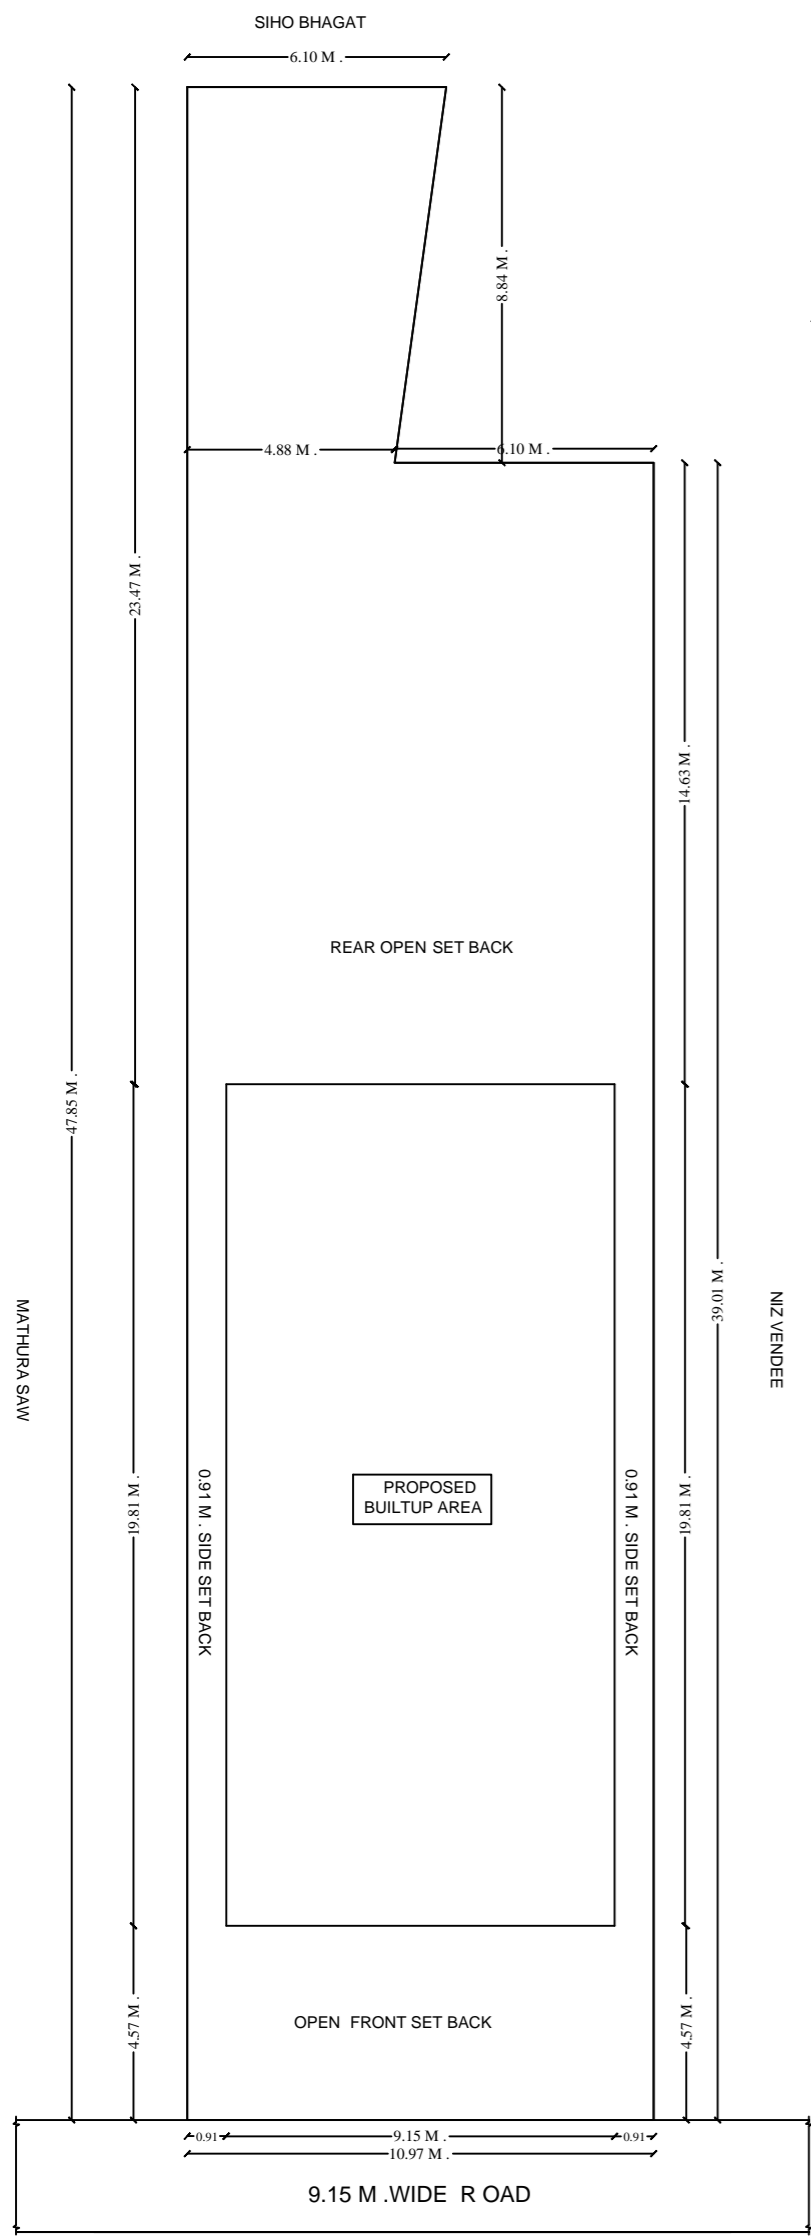 SIHO BHAGAT
6.10 M .
8.84 M .
4.88 M .
6.10 M .
23.47 M .
14.63 M .
REAR OPEN SET BACK
47.85 M .
39.01 M .
MATHURA SAW
NIZ VENDEE
19.81 M .
0.91 M . SIDE SET BACK
PROPOSED
BUILTUP AREA
0.91 M . SIDE SET BACK
19.81 M .
4.57 M .
OPEN FRONT SET BACK
4.57 M .
0.91
9.15 M .
0.91
10.97 M .
9.15 M .WIDE R OAD